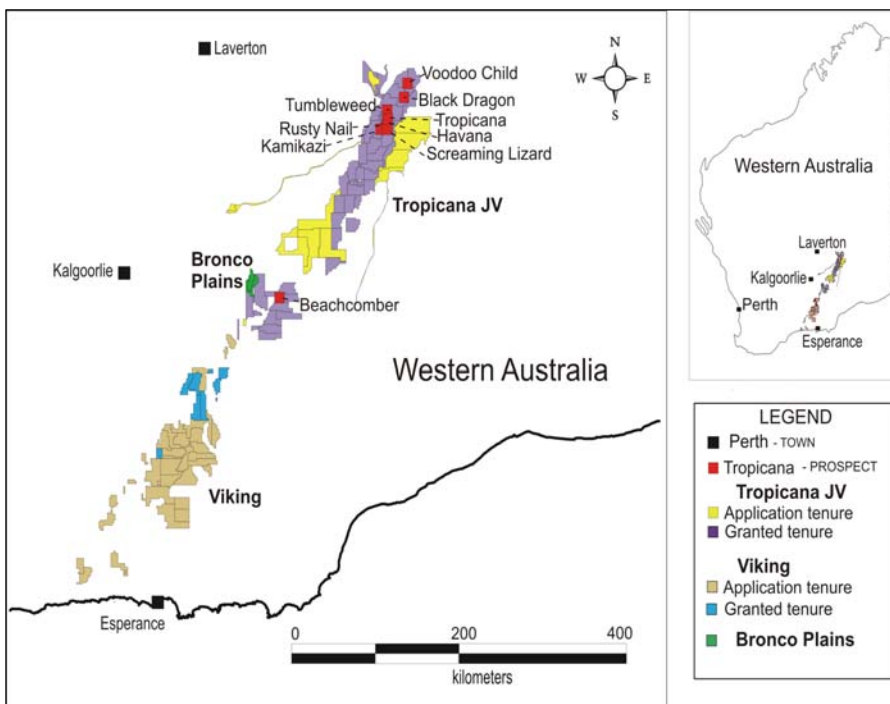 Laverton
N
W E
S
Voodoo Child
Black Dragon
Tumbleweed
Tropicana
Rusty Nail
Havana
Kamikazi
Screaming Lizard
Tropicana JV
Bronco
Plains
Kalgoorlie
Beachcomber
Western Australia
Viking
Esperance
0 200 400
kilometers
Western Australia
Laverton
Kalgoorlie
Perth
Esperance
LEGEND
Perth - TOWN
Tropicana - PROSPECT
Tropicana JV
Application tenure
Granted tenure
Viking
Application tenure
Granted tenure
Bronco Plains